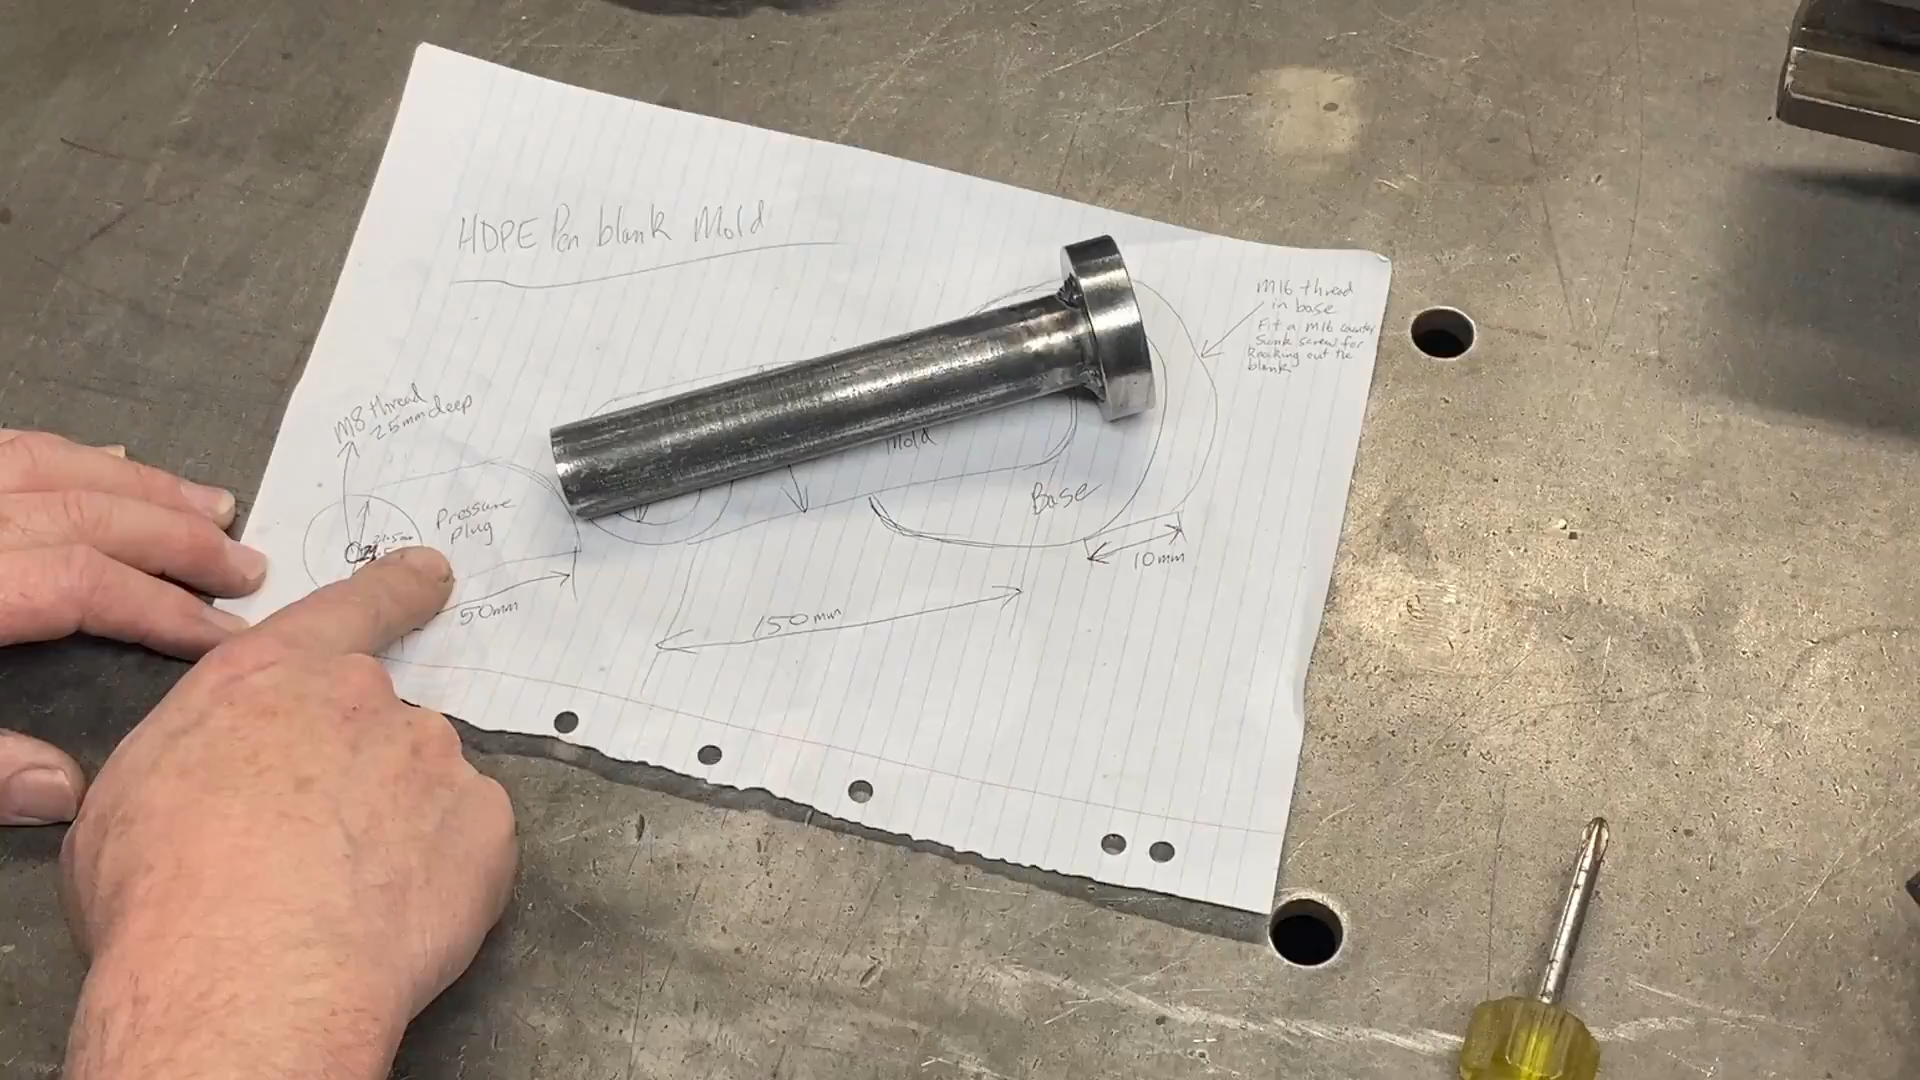 HDPE Pen blank Mold
M16 thread
in base
Fit a M16 counter
Sunk screw for
Knocking out the
blank
M8 thread
25mm deep
Pressure
plug
Mold
Base
10mm
50mm
150mm